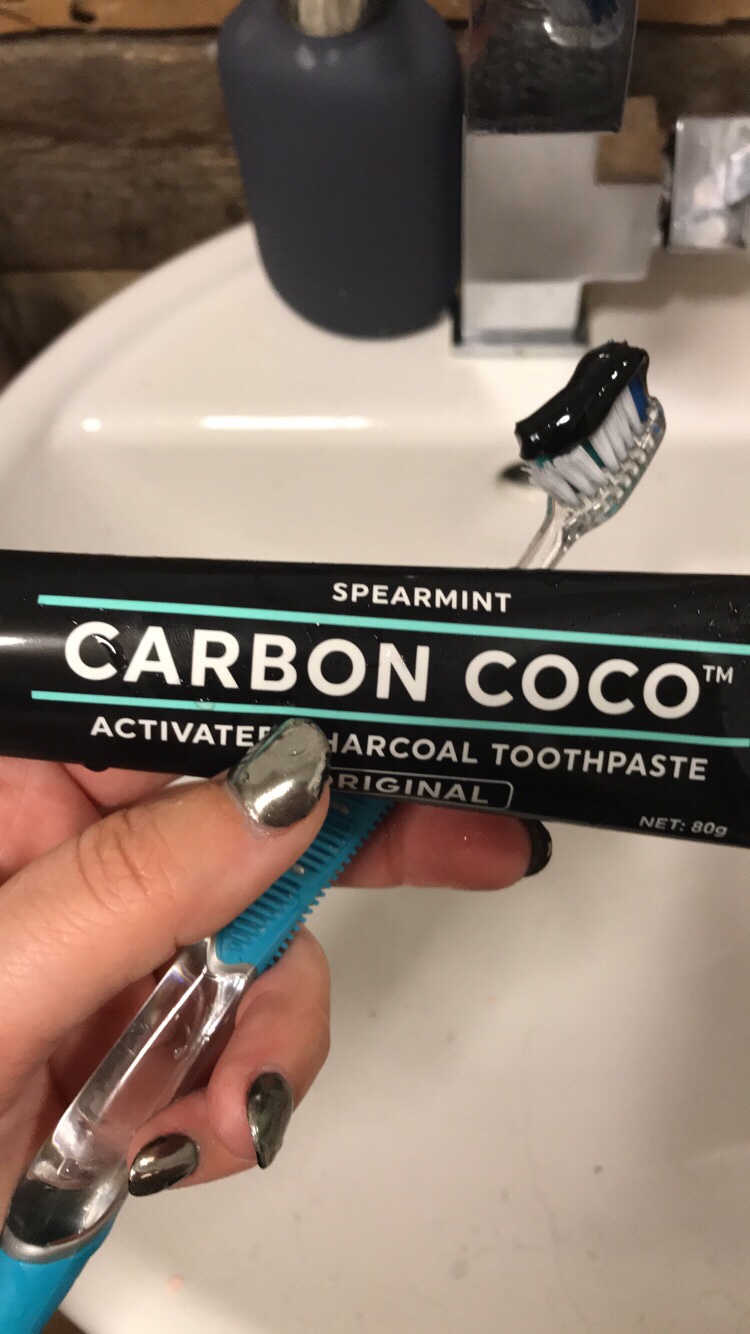 SPEARMINT
CARBON COCO™
ACTIVATE HARCOAL TOOTHPASTE
RIGINAL
NET: 80g